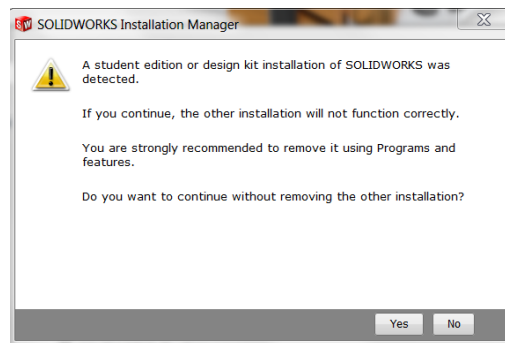 SOLIDWORKS Installation Manager
A student edition or design kit installation of SOLIDWORKS was
detected.
If you continue, the other installation will not function correctly.
You are strongly recommended to remove it using Programs and
features.
Do you want to continue without removing the other installation?
Yes No